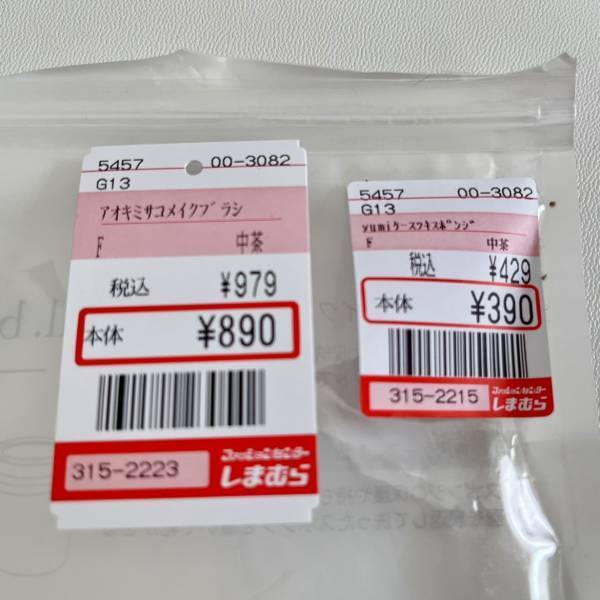 5457 00-3082
G13
アオキミサコメイクブラシ
F 中茶
税込 ¥979
本体 ¥890
315-2223
ファッションセンター
しまむら
5457 00-3082
G13
yumiケースツキスポンジ
F 中茶
税込 ¥429
本体 ¥390
315-2215
ファッションセンター
しまむら